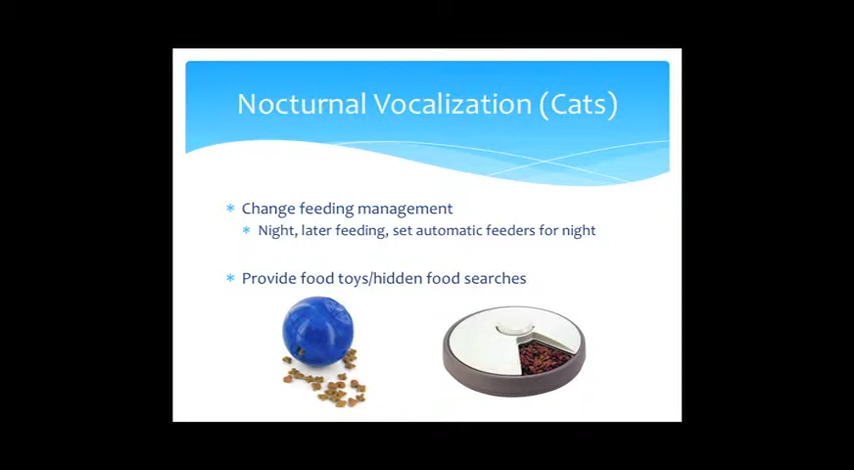 Nocturnal Vocalization (Cats)
* Change feeding management
* Night, later feeding, set automatic feeders for night
* Provide food toys/hidden food searches